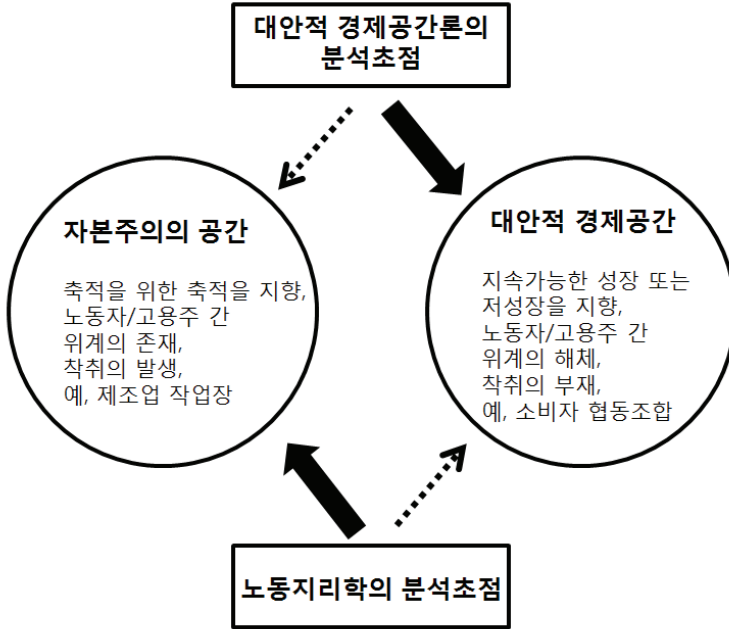 대안적 경제공간론의
분석초점
자본주의의 공간
축적을 위한 축적을 지향,
노동자/고용주 간
위계의 존재,
착취의 발생,
예, 제조업 작업장
대안적 경제공간
지속가능한 성장 또는
저성장을 지향,
노동자/고용주 간
위계의 해체,
착취의 부재,
예, 소비자 협동조합
노동지리학의 분석초점